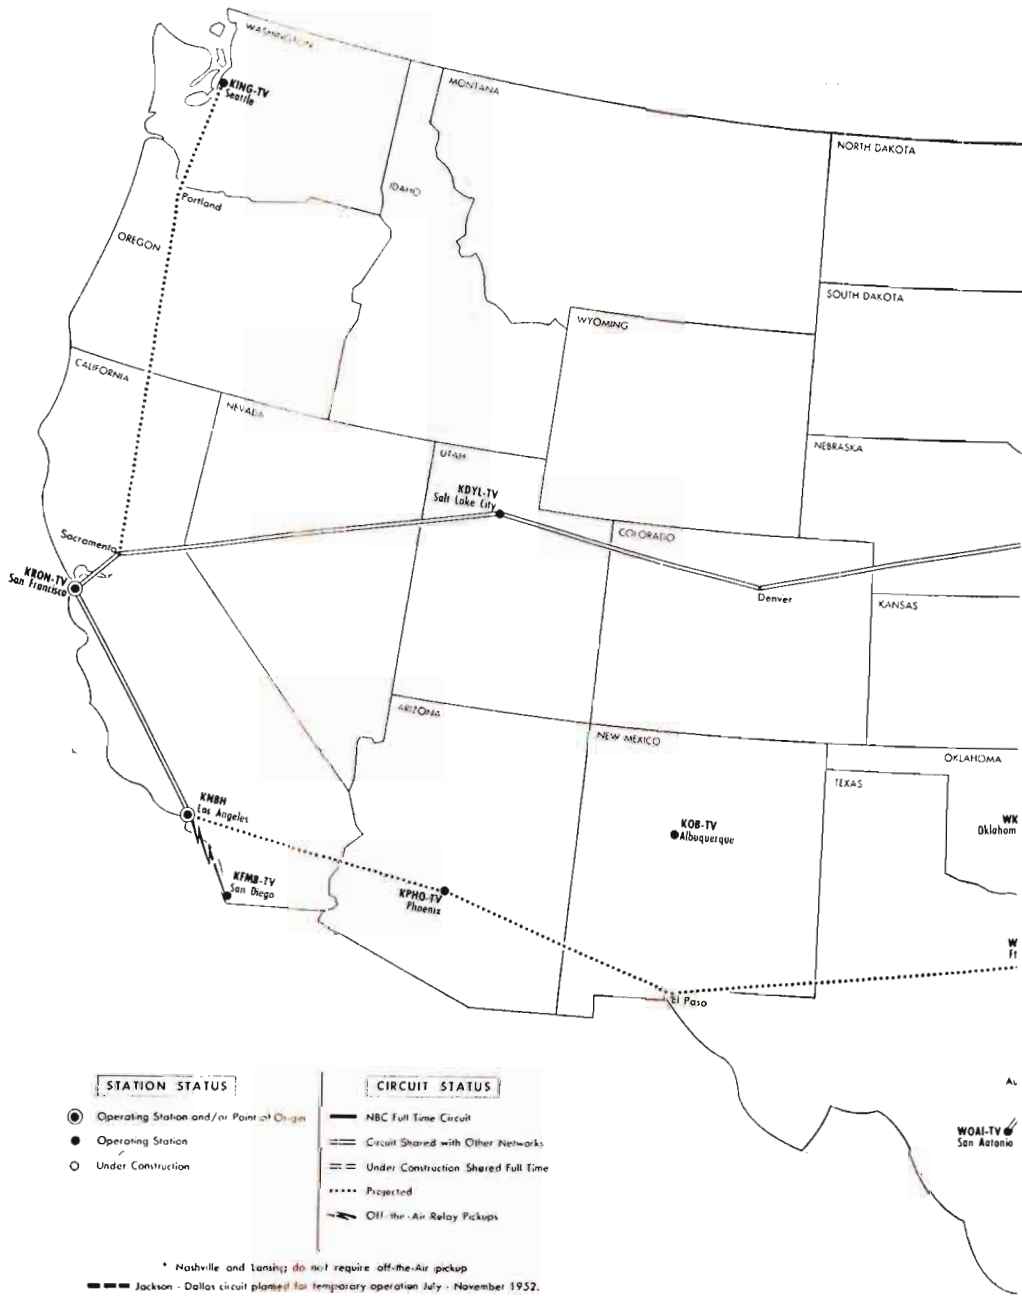 WASHINGTON
KING-TV
Seattle
MONTANA
NORTH DAKOTA
IDAHO
Portland
OREGON
SOUTH DAKOTA
WYOMING
CALIFORNIA
NEVADA
UTAH
NEBRASKA
KDYL-TV
Salt Lake City
COLORADO
Sacramento
KRON-TV
San Francisco
Denver
KANSAS
ARIZONA
NEW MEXICO
OKLAHOMA
TEXAS
KNBH
Los Angeles
KOB-TV
Albuquerque
WK
Oklahom
KFMB-TV
San Diego
KPHO-TV
Phoenix
W
El Paso
STATION STATUS
Operating Station and/or Point of Origin
Operating Station
Under Construction
CIRCUIT STATUS
NBC Full Time Circuit
Circuit Shared with Other Networks
Under Construction Shared Full Time
Projected
Off-the-Air Relay Pickups
WOAI-TV
San Antonio
* Nashville and Lansing; do not require off-the-Air pickup
Jackson - Dallas circuit planned for temporary operation July - November 1952.